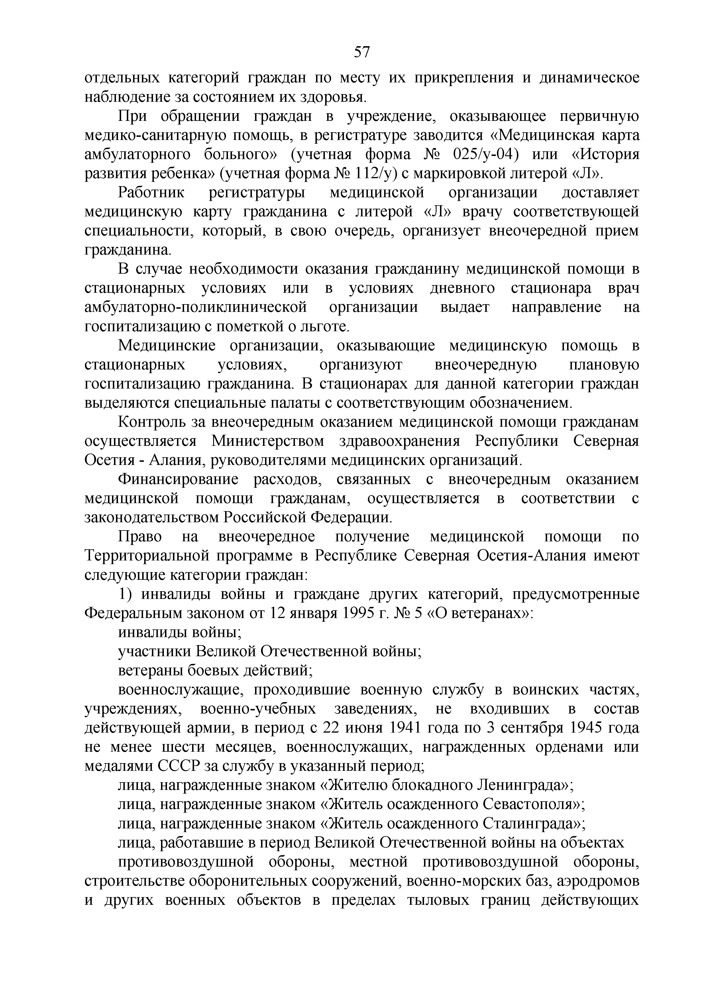 57
отдельных категорий граждан по месту их прикрепления и динамическое
наблюдение за состоянием их здоровья.
При обращении граждан в учреждение, оказывающее первичную
медико-санитарную помощь, в регистратуре заводится «Медицинская карта
амбулаторного больного» (учетная форма № 025/у-04) или «История
развития ребенка» (учетная форма № 112/у) с маркировкой литерой «Л».
Работник регистратуры медицинской организации доставляет
медицинскую карту гражданина с литерой «Л» врачу соответствующей
специальности, который, в свою очередь, организует внеочередной прием
гражданина.
В случае необходимости оказания гражданину медицинской помощи в
стационарных условиях или в условиях дневного стационара врач
амбулаторно-поликлинической организации выдает направление на
госпитализацию с пометкой о льготе.
Медицинские организации, оказывающие медицинскую помощь в
стационарных условиях, организуют внеочередную плановую
госпитализацию гражданина. В стационарах для данной категории граждан
выделяются специальные палаты с соответствующим обозначением.
Контроль за внеочередным оказанием медицинской помощи гражданам
осуществляется Министерством здравоохранения Республики Северная
Осетия - Алания, руководителями медицинских организаций.
Финансирование расходов, связанных с внеочередным оказанием
медицинской помощи гражданам, осуществляется в соответствии с
законодательством Российской Федерации.
Право на внеочередное получение медицинской помощи по
Территориальной программе в Республике Северная Осетия-Алания имеют
следующие категории граждан:
1) инвалиды войны и граждане других категорий, предусмотренные
Федеральным законом от 12 января 1995 г. № 5 «О ветеранах»:
инвалиды войны;
участники Великой Отечественной войны;
ветераны боевых действий;
военнослужащие, проходившие военную службу в воинских частях,
учреждениях, военно-учебных заведениях, не входивших в состав
действующей армии, в период с 22 июня 1941 года по 3 сентября 1945 года
не менее шести месяцев, военнослужащих, награжденных орденами или
медалями СССР за службу в указанный период;
лица, награжденные знаком «Жителю блокадного Ленинграда»;
лица, награжденные знаком «Житель осажденного Севастополя»;
лица, награжденные знаком «Житель осажденного Сталинграда»;
лица, работавшие в период Великой Отечественной войны на объектах
противовоздушной обороны, местной противовоздушной обороны,
строительстве оборонительных сооружений, военно-морских баз, аэродромов
и других военных объектов в пределах тыловых границ действующих